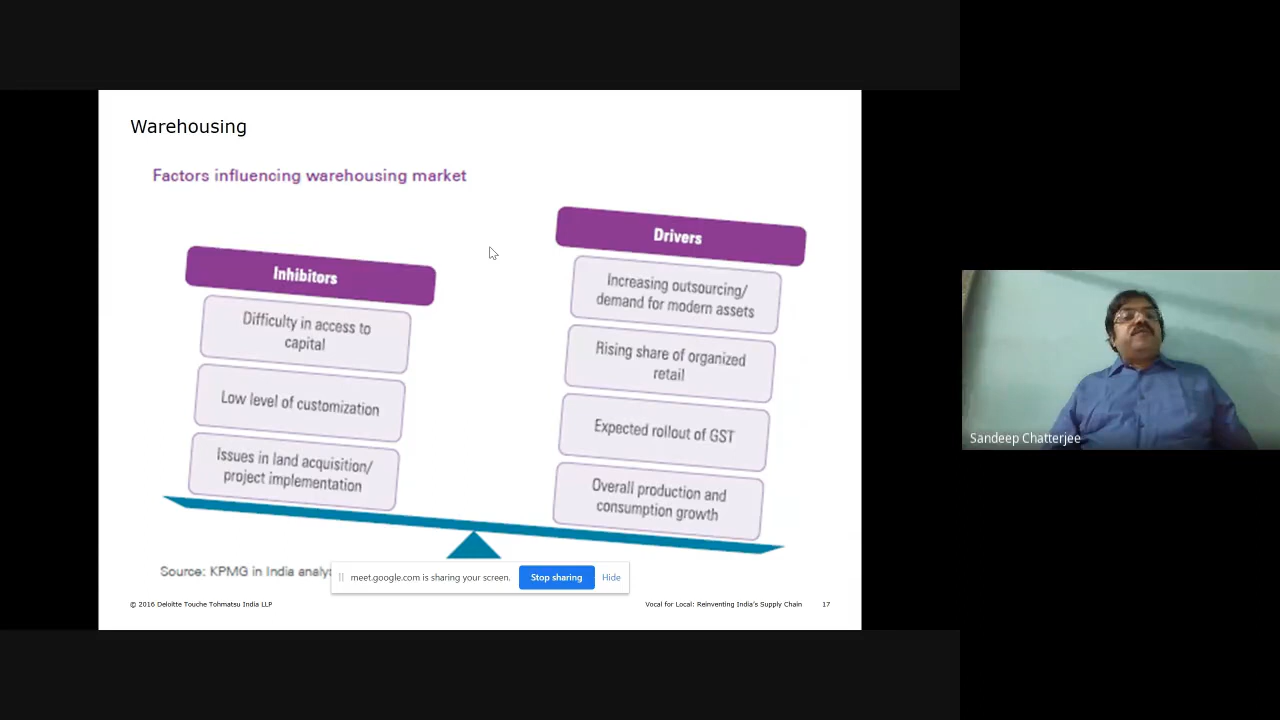 Warehousing
Factors influencing warehousing market
Inhibitors
Difficulty in access to
capital
Low level of customization
Issues in land acquisition/
project implementation
Drivers
Increasing outsourcing/
demand for modern assets
Rising share of organized
retail
Expected rollout of GST
Overall production and
consumption growth
Source: KPMG in India
meet.google.com is sharing your screen.
Stop sharing
Hide
© 2016 Deloitte Touche Tohmatsu India LLP
Vocal for Local: Reinventing India's Supply Chain
17
Sandeep Chatterjee